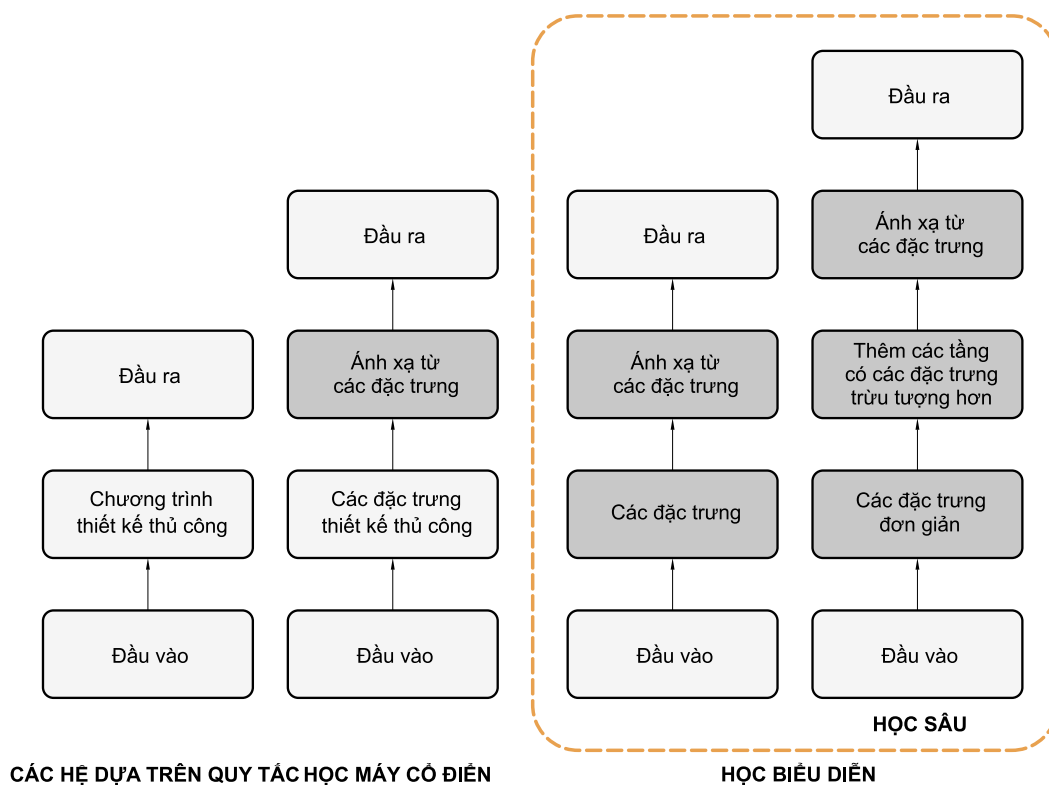 Đầu ra
Chương trình
thiết kế thủ công
Đầu vào
CÁC HỆ DỰA TRÊN QUY TẮC
Đầu ra
Ánh xạ từ
các đặc trưng
Các đặc trưng
thiết kế thủ công
Đầu vào
HỌC MÁY CỔ ĐIỂN
Đầu ra
Ánh xạ từ
các đặc trưng
Các đặc trưng
Đầu vào
Đầu ra
Ánh xạ từ
các đặc trưng
Thêm các tầng
có các đặc trưng
trừu tượng hơn
Các đặc trưng
đơn giản
Đầu vào
HỌC SÂU
HỌC BIỂU DIỄN